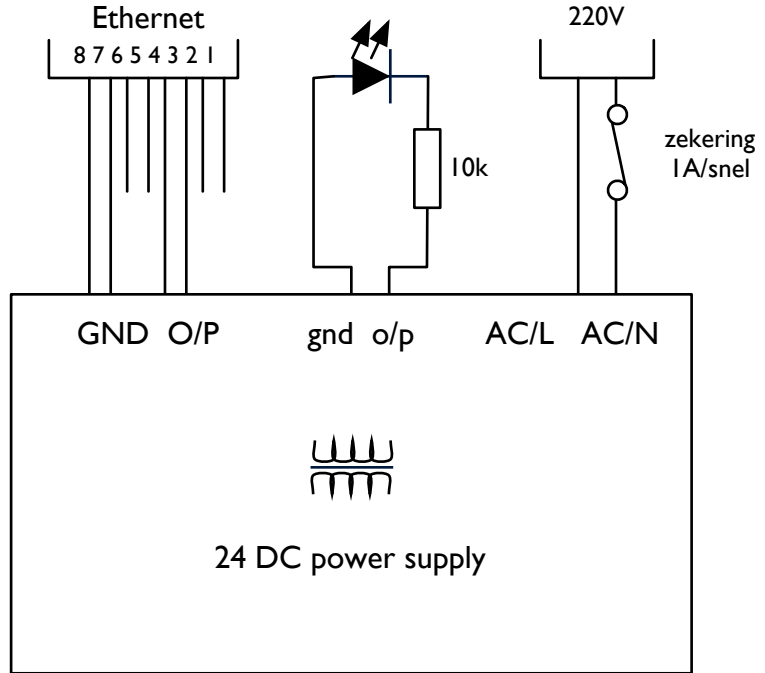 Ethernet
8 7 6 5 4 3 2 1
220V
zekering
1A/snel
10k
GND O/P
gnd o/p
AC/L AC/N
24 DC power supply